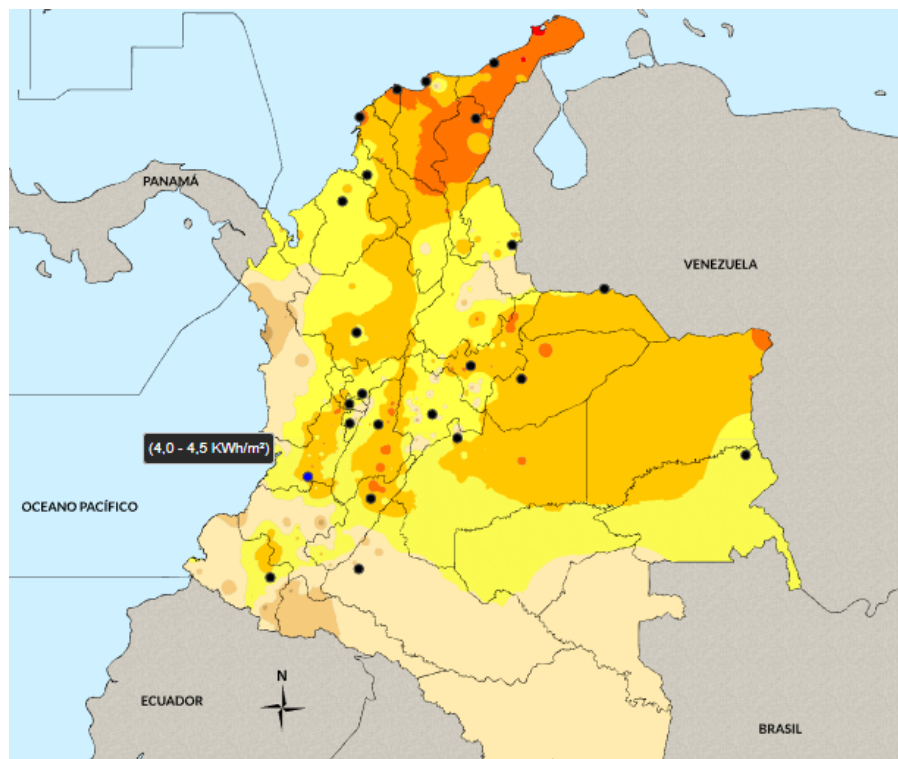 PANAMÁ
VENEZUELA
(4,0 - 4,5 KWh/m²)
OCEANO PACÍFICO
N
ECUADOR
BRASIL